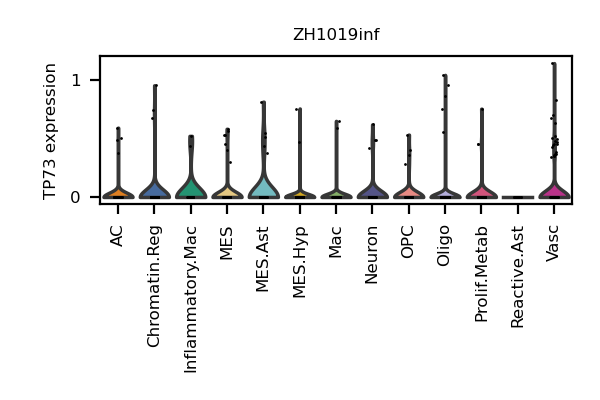 ZH1019inf
TP73 expression
1
0
AC
Chromatin.Reg
Inflammatory.Mac
MES
MES.Ast
MES.Hyp
Mac
Neuron
OPC
Oligo
Prolif.Metab
Reactive.Ast
Vasc